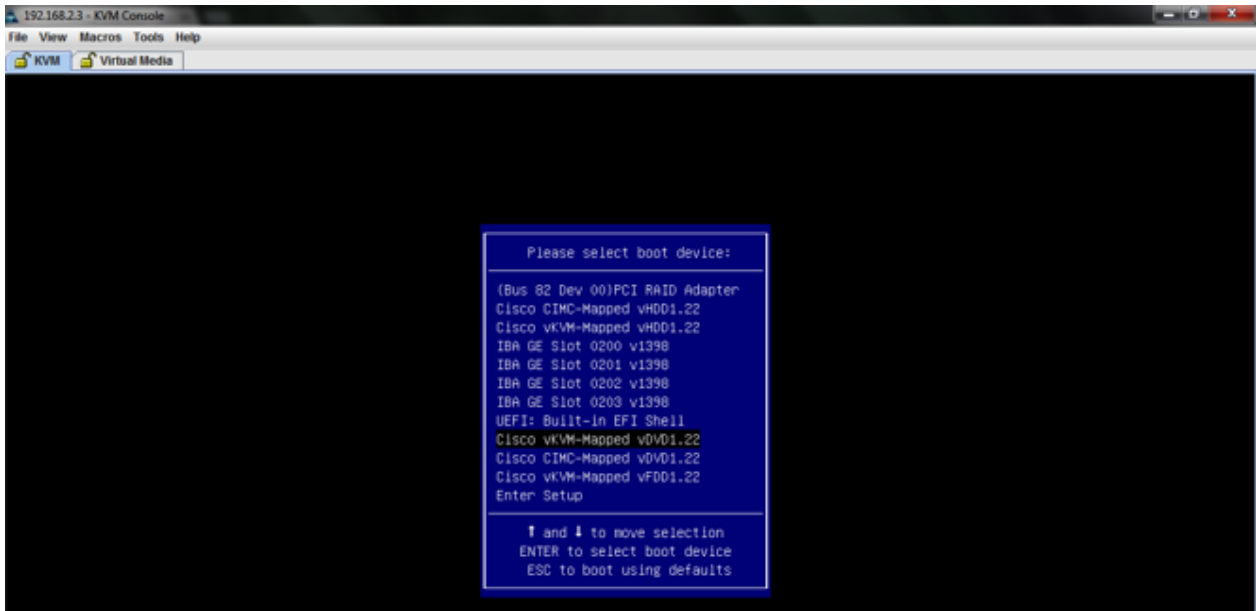 192.168.2.3 - KVM Console
File View Macros Tools Help
KVM Virtual Media
Please select boot device:
(Bus 82 Dev 00)PCI RAID Adapter
Cisco CIMC-Mapped vHDD1.22
Cisco vKVM-Mapped vHDD1.22
IBA GE Slot 0200 v1398
IBA GE Slot 0201 v1398
IBA GE Slot 0202 v1398
IBA GE Slot 0203 v1398
UEFI: Built-in EFI Shell
Cisco vKVM-Mapped vDVD1.22
Cisco CIMC-Mapped vDVD1.22
Cisco vKVM-Mapped vFDD1.22
Enter Setup
↑ and ↓ to move selection
ENTER to select boot device
ESC to boot using defaults